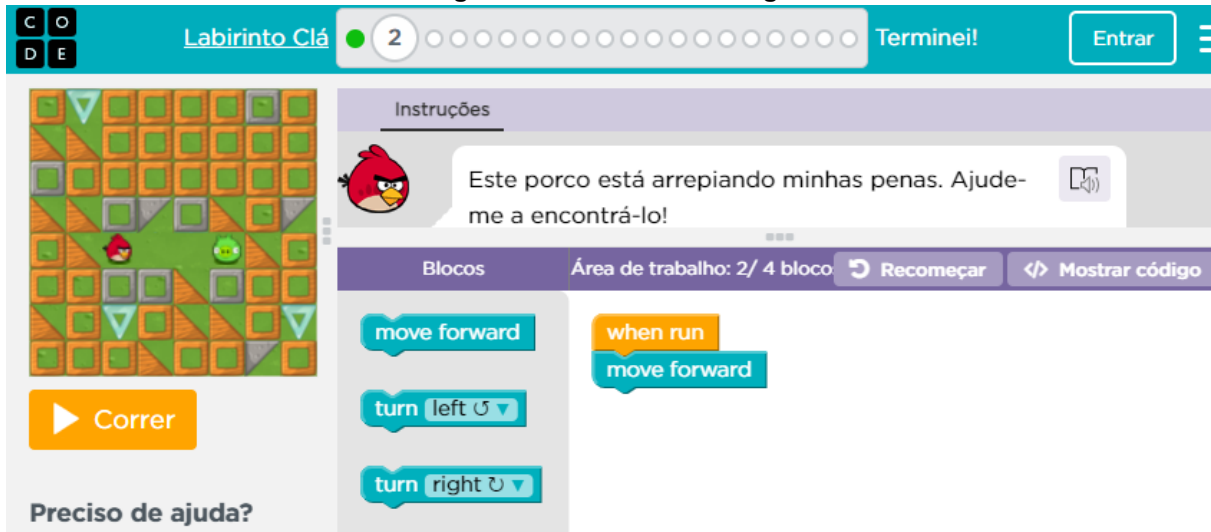 C O
D E
Labirinto Clá
2
Terminei!
Entrar
Instruções
Este porco está arrepiando minhas penas. Ajude-
me a encontrá-lo!
Blocos
Área de trabalho: 2/ 4 bloco
Recomeçar
</> Mostrar código
move forward
turn left ↺ ▼
turn right ↻ ▼
when run
move forward
Correr
Preciso de ajuda?